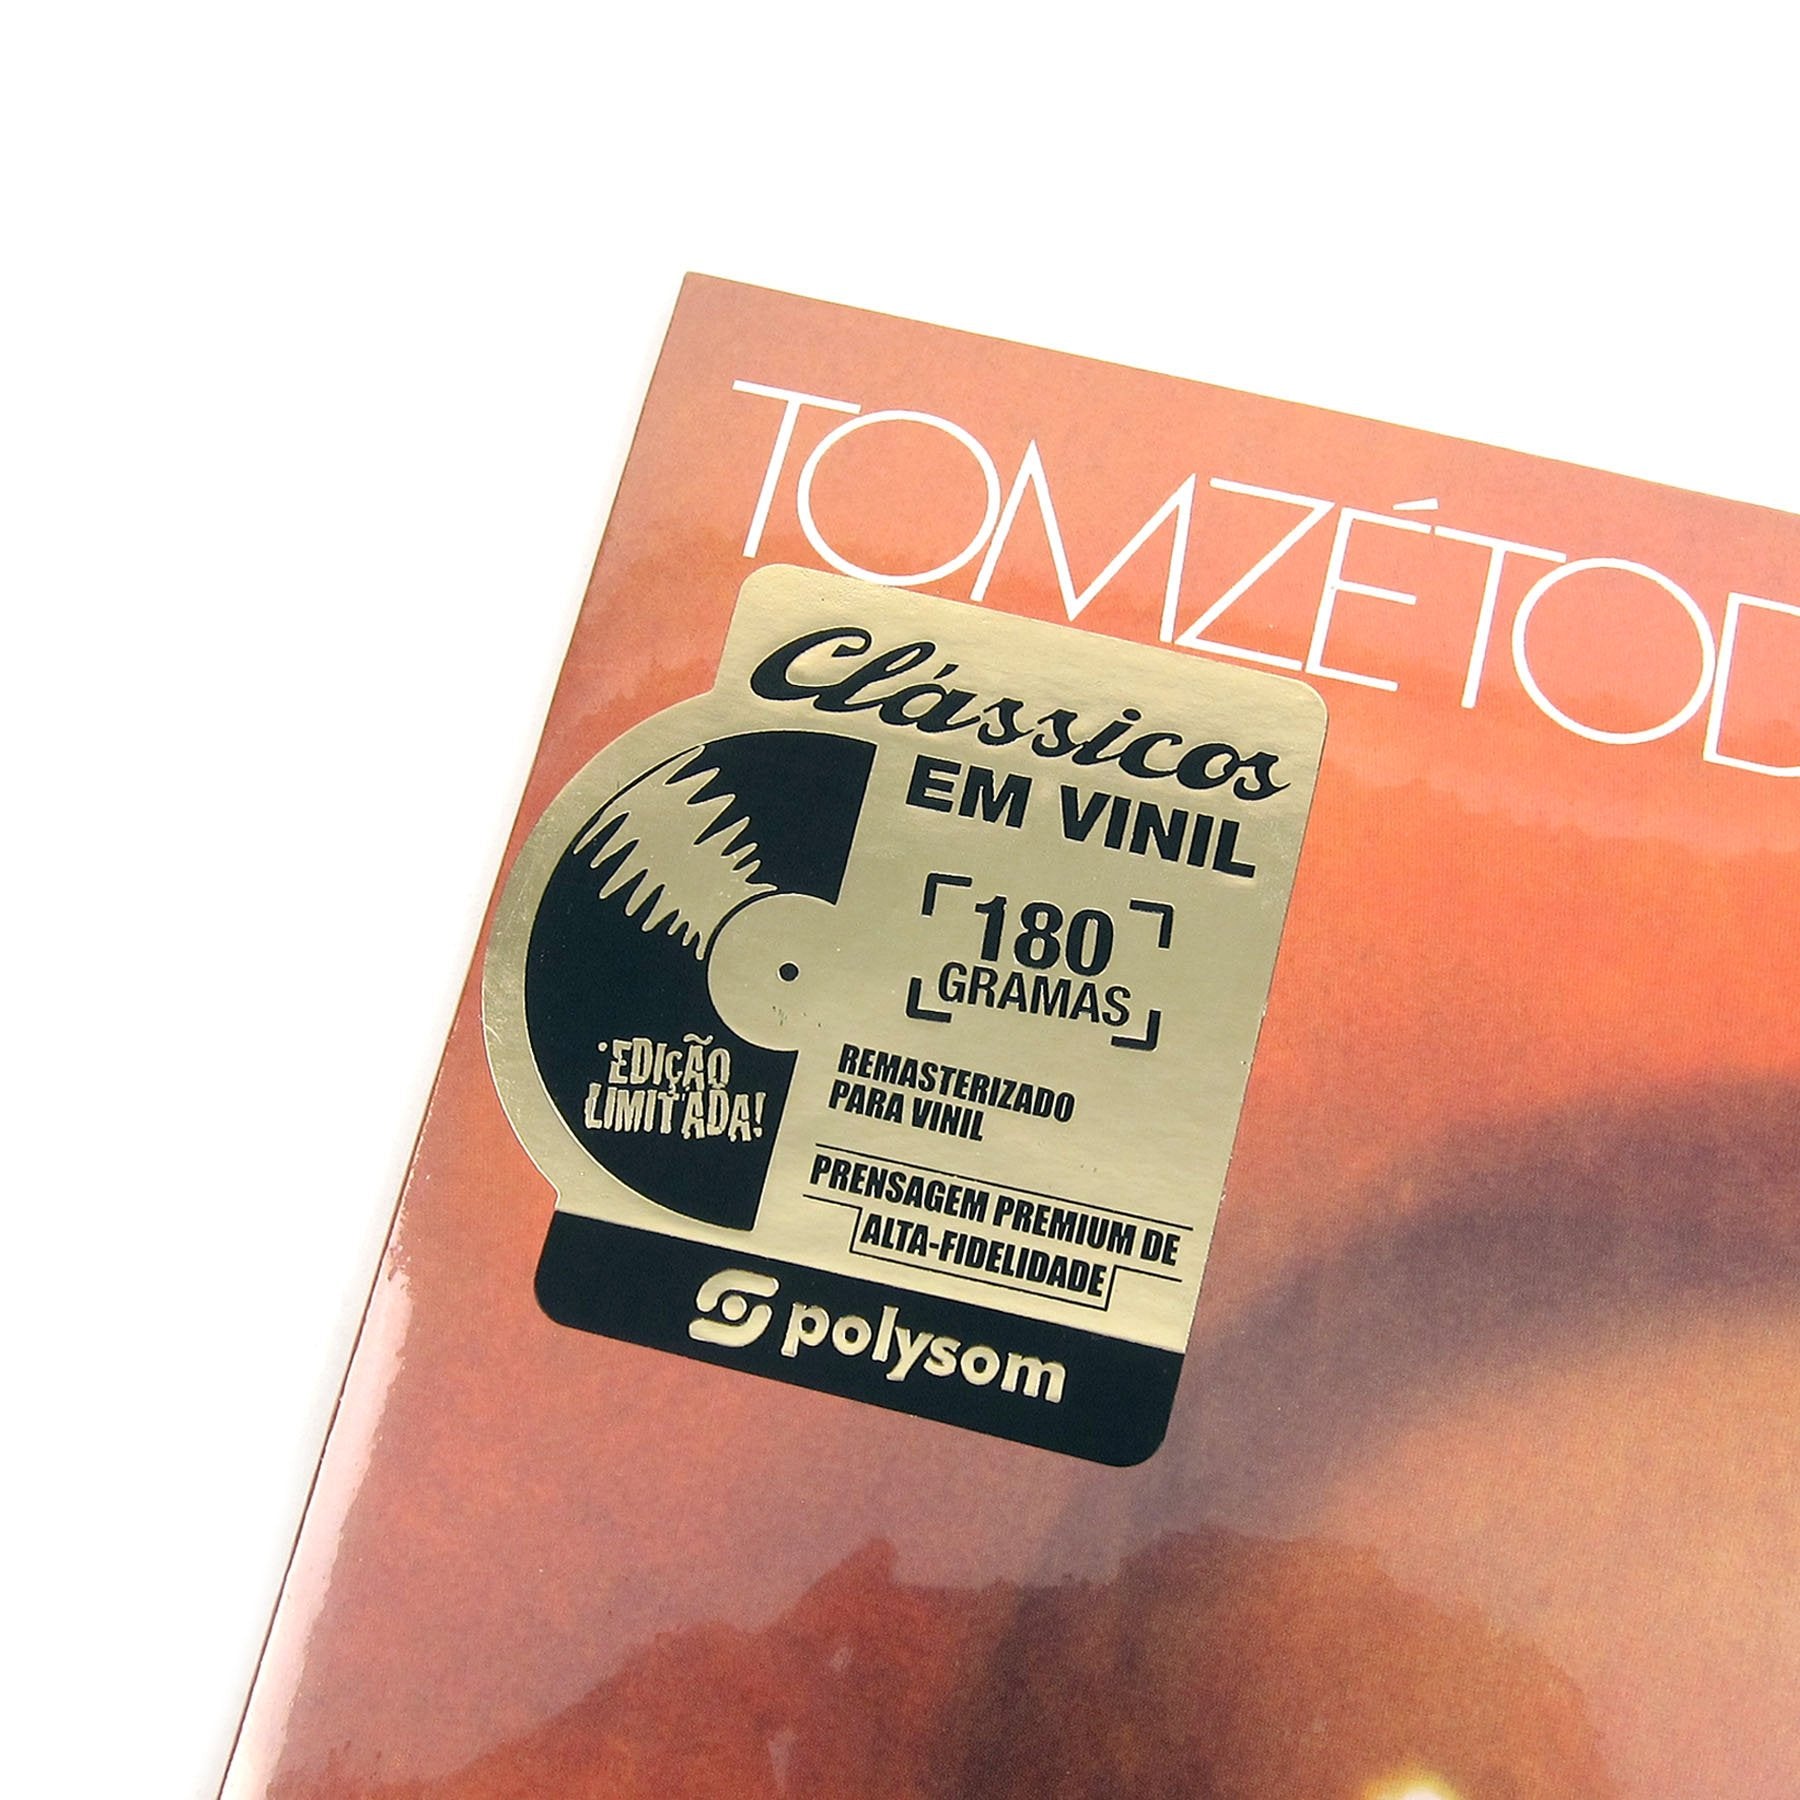 TOMZÉTOD
Clássicos
EM VINIL
180
GRAMAS
EDIÇÃO
LIMITADA!
REMASTERIZADO
PARA VINIL
PRENSAGEM PREMIUM DE
ALTA-FIDELIDADE
polysom